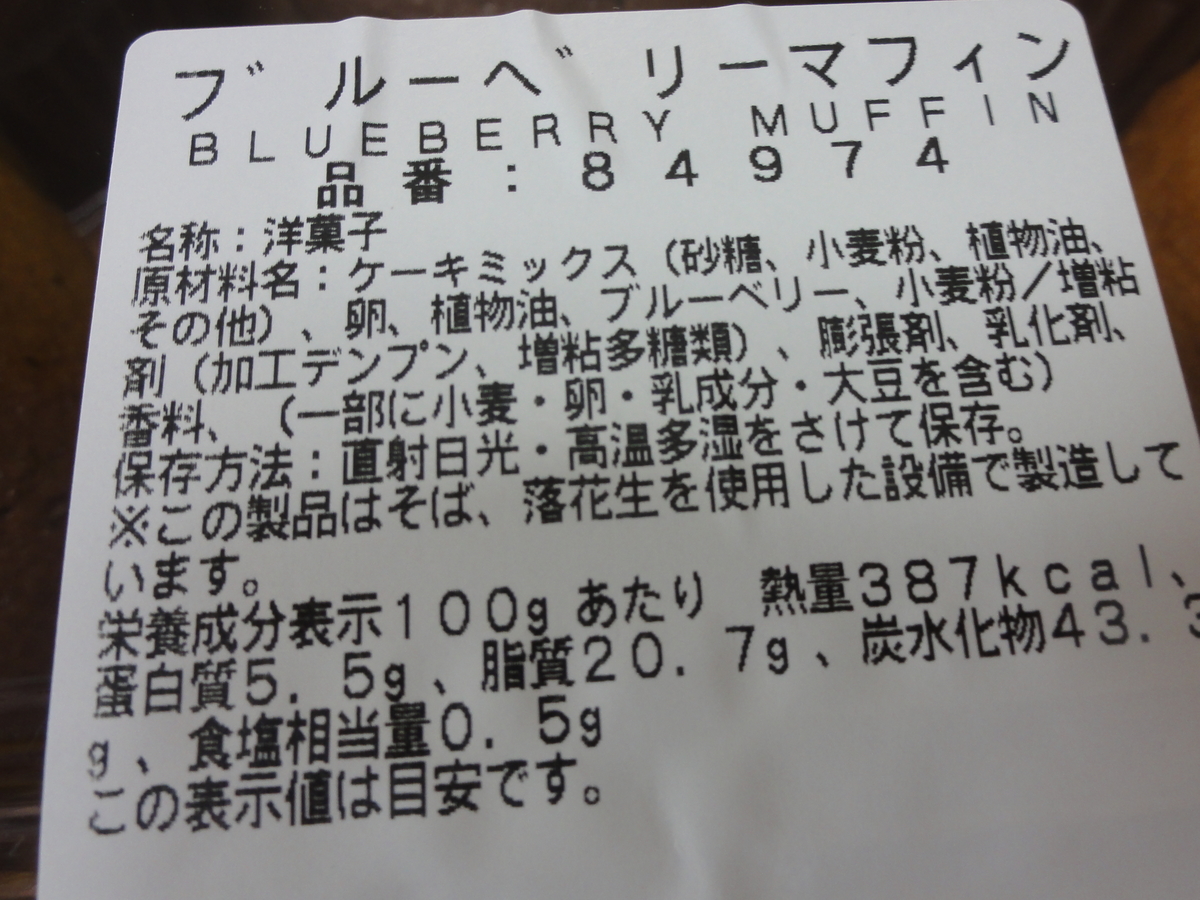 ブルーベリーマフィン
BLUEBERRY MUFFIN
品番：84974
名称：洋菓子
原材料名：ケーキミックス（砂糖、小麦粉、植物油、
その他）、卵、植物油、ブルーベリー、小麦粉／増粘
剤（加工デンプン、増粘多糖類）、膨張剤、乳化剤、
香料、（一部に小麦・卵・乳成分・大豆を含む）
保存方法：直射日光・高温多湿をさけて保存。
※この製品はそば、落花生を使用した設備で製造して
います。
栄養成分表示100gあたり 熱量387kcal、
蛋白質5.5g、脂質20.7g、炭水化物43.3
g、食塩相当量0.5g
この表示値は目安です。